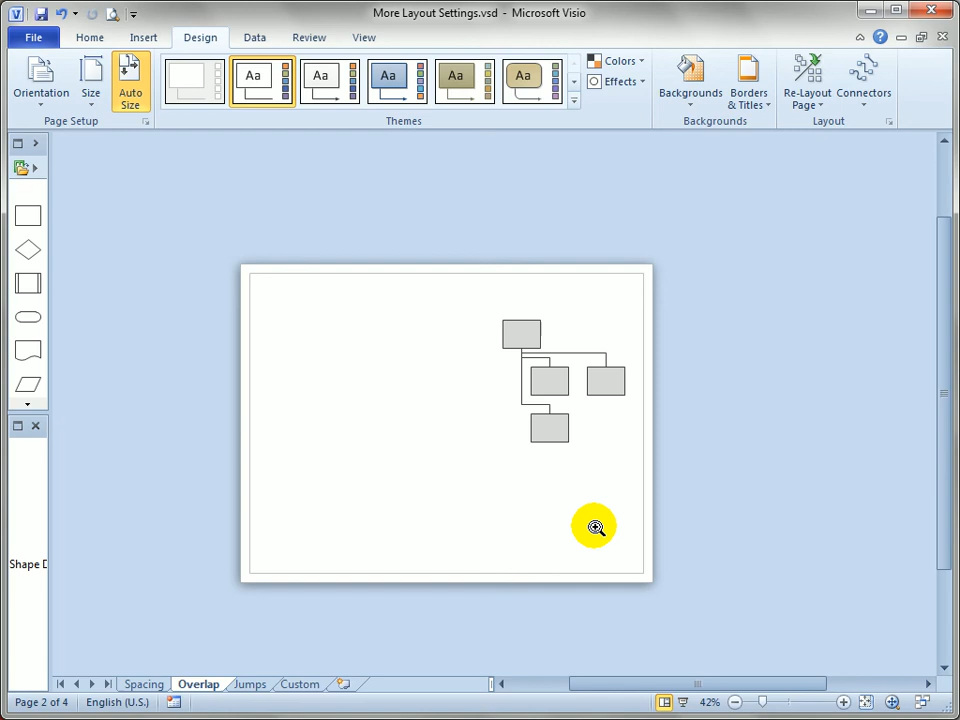 More Layout Settings.vsd - Microsoft Visio
File Home Insert Design Data Review View
Orientation Size Auto Size
Aa Aa Aa Aa Aa
Colors
Effects
Backgrounds Borders & Titles
Re-Layout Page Connectors
Page Setup Themes Backgrounds Layout
Shape D
Spacing Overlap Jumps Custom
Page 2 of 4 English (U.S.) 42%